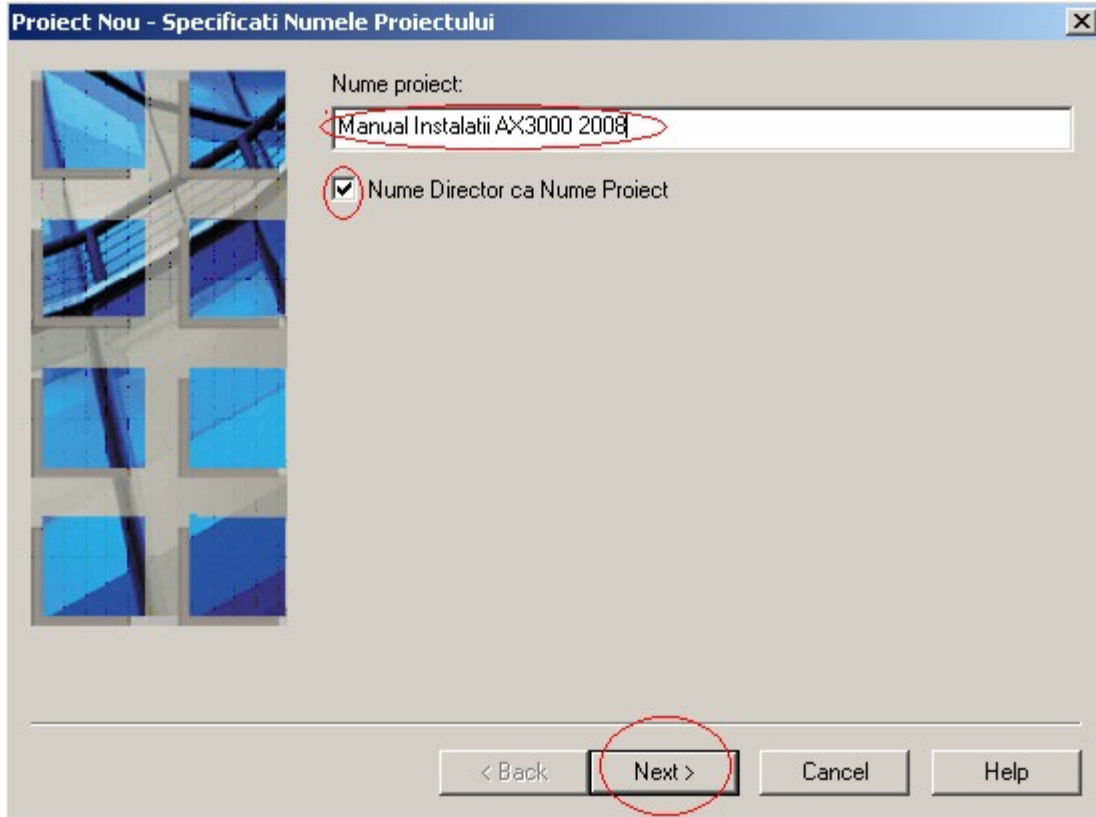 Proiect Nou - Specificati Numele Proiectului
Nume proiect:
Manual Instalatii AX3000 2008
Nume Director ca Nume Proiect
< Back
Next >
Cancel
Help